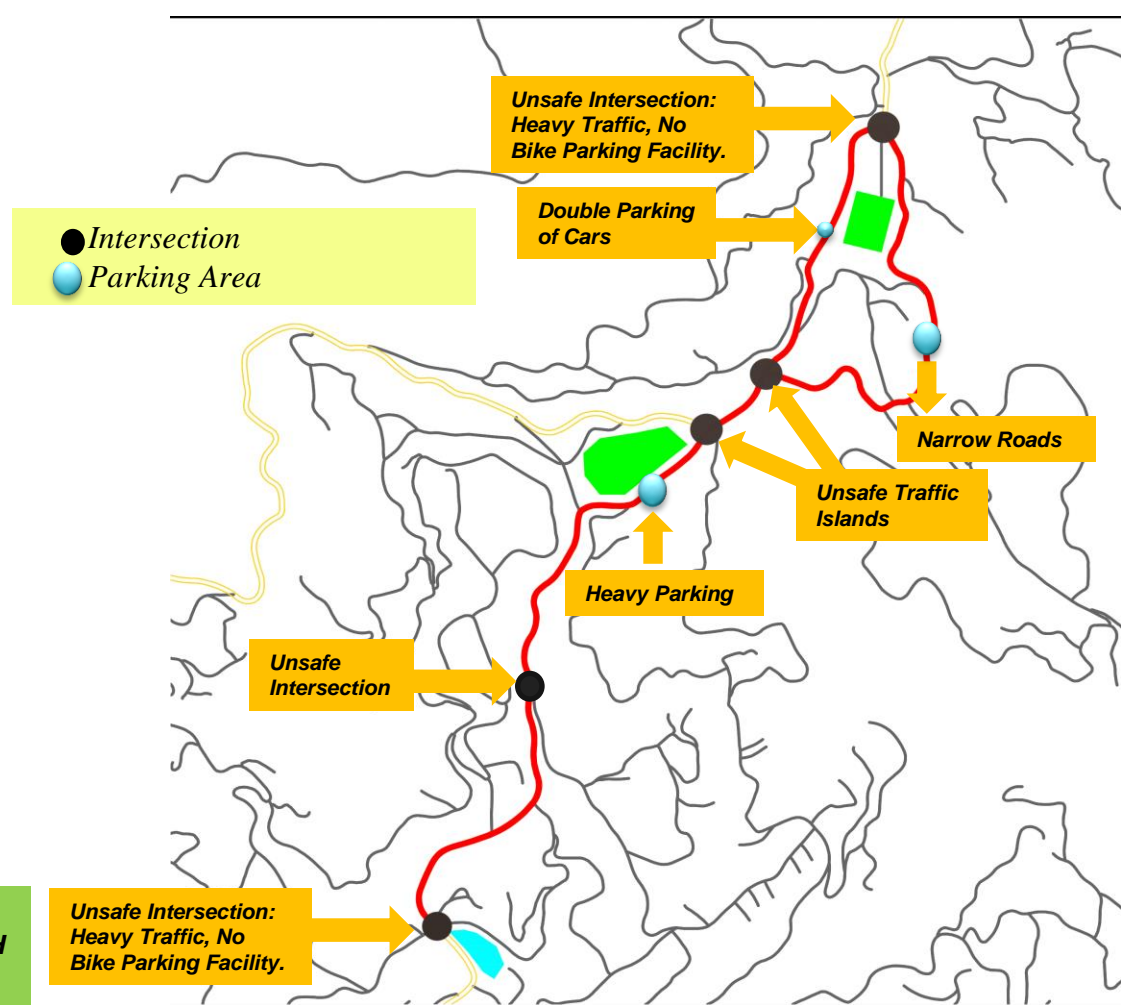 Unsafe Intersection:
Heavy Traffic, No
Bike Parking Facility.
Double Parking
of Cars
Intersection
Parking Area
Narrow Roads
Unsafe Traffic
Islands
Heavy Parking
Unsafe
Intersection
Unsafe Intersection:
Heavy Traffic, No
Bike Parking Facility.